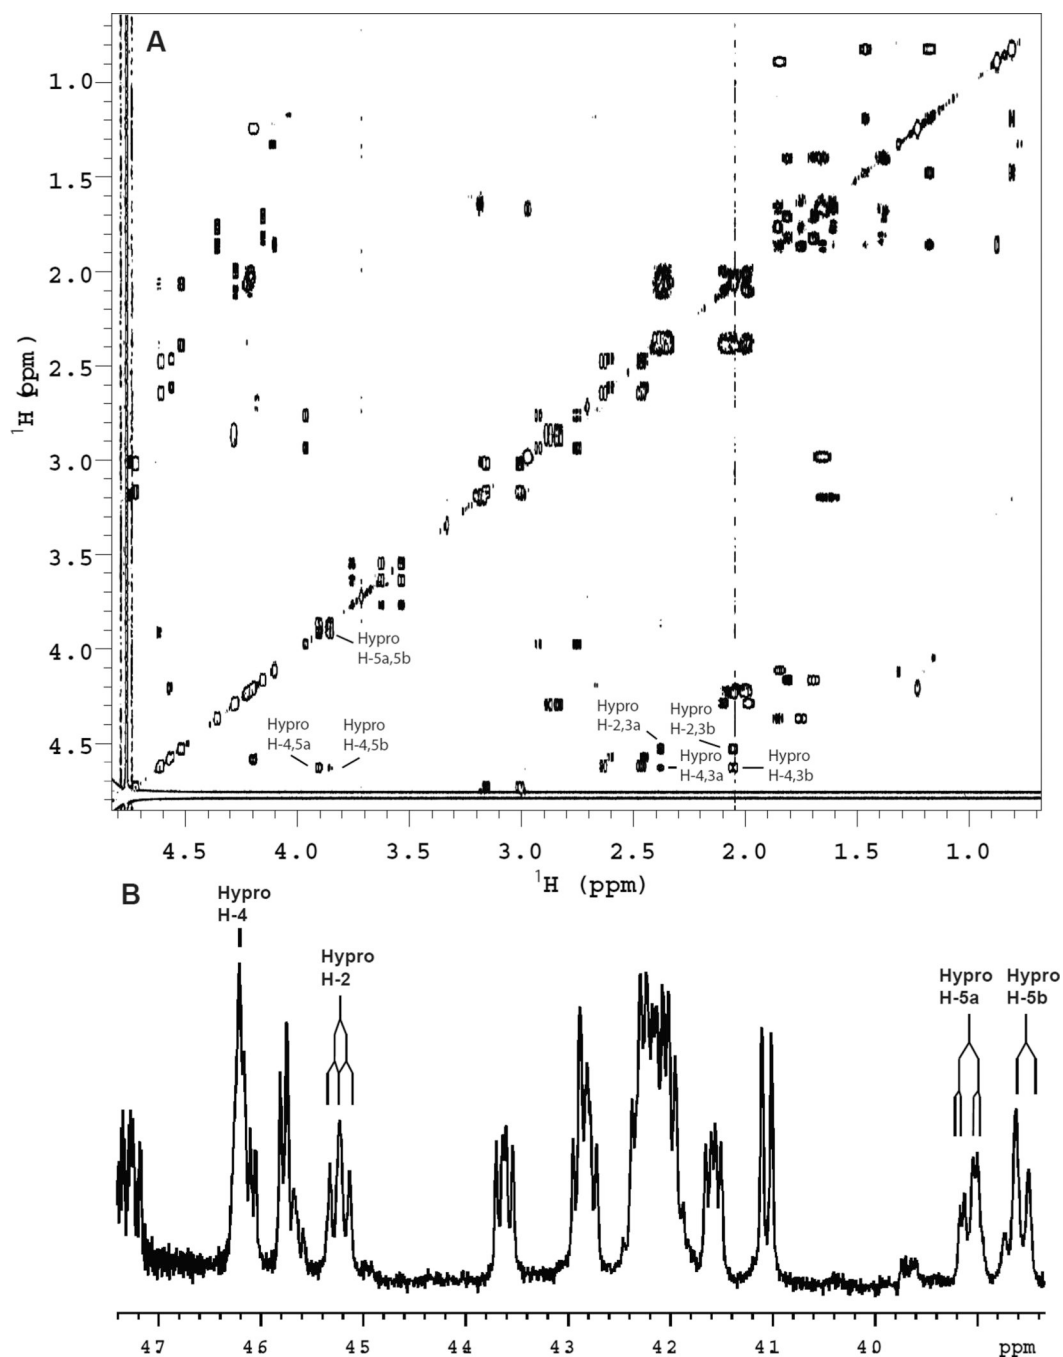 A
1.0
1.5
2.0
2.5
3.0
3.5
4.0
4.5
1H (ppm)
Hypro
H-5a,5b
Hypro
H-4,5a
Hypro
H-4,5b
Hypro
H-2,3a
Hypro
H-2,3b
Hypro
H-4,3a
Hypro
H-4,3b
4.5 4.0 3.5 3.0 2.5 2.0 1.5 1.0
1H (ppm)
B
Hypro
H-4
Hypro
H-2
Hypro
H-5a
Hypro
H-5b
47 46 45 44 43 42 41 40 ppm